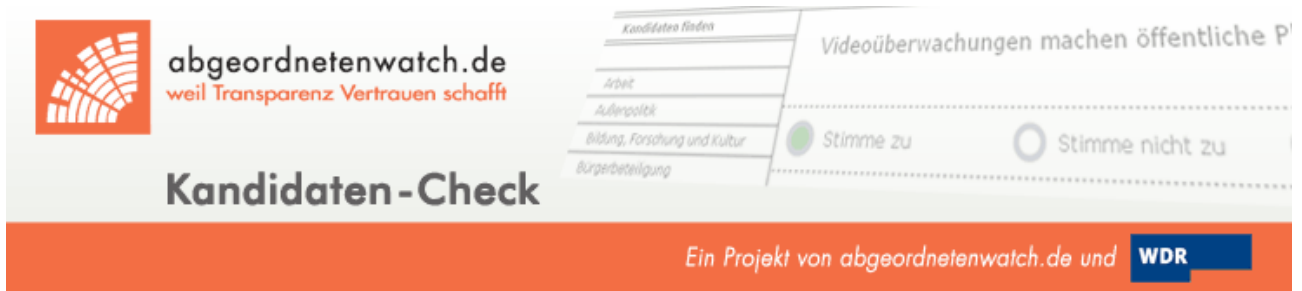 abgeordnetenwatch.de
weil Transparenz Vertrauen schafft
Kandidaten-Check
Kandidaten finden
Arbeit
Außenpolitik
Bildung, Forschung und Kultur
Bürgerbeteiligung
Videoüberwachungen machen öffentliche
Stimme zu
Stimme nicht zu
Ein Projekt von abgeordnetenwatch.de und WDR